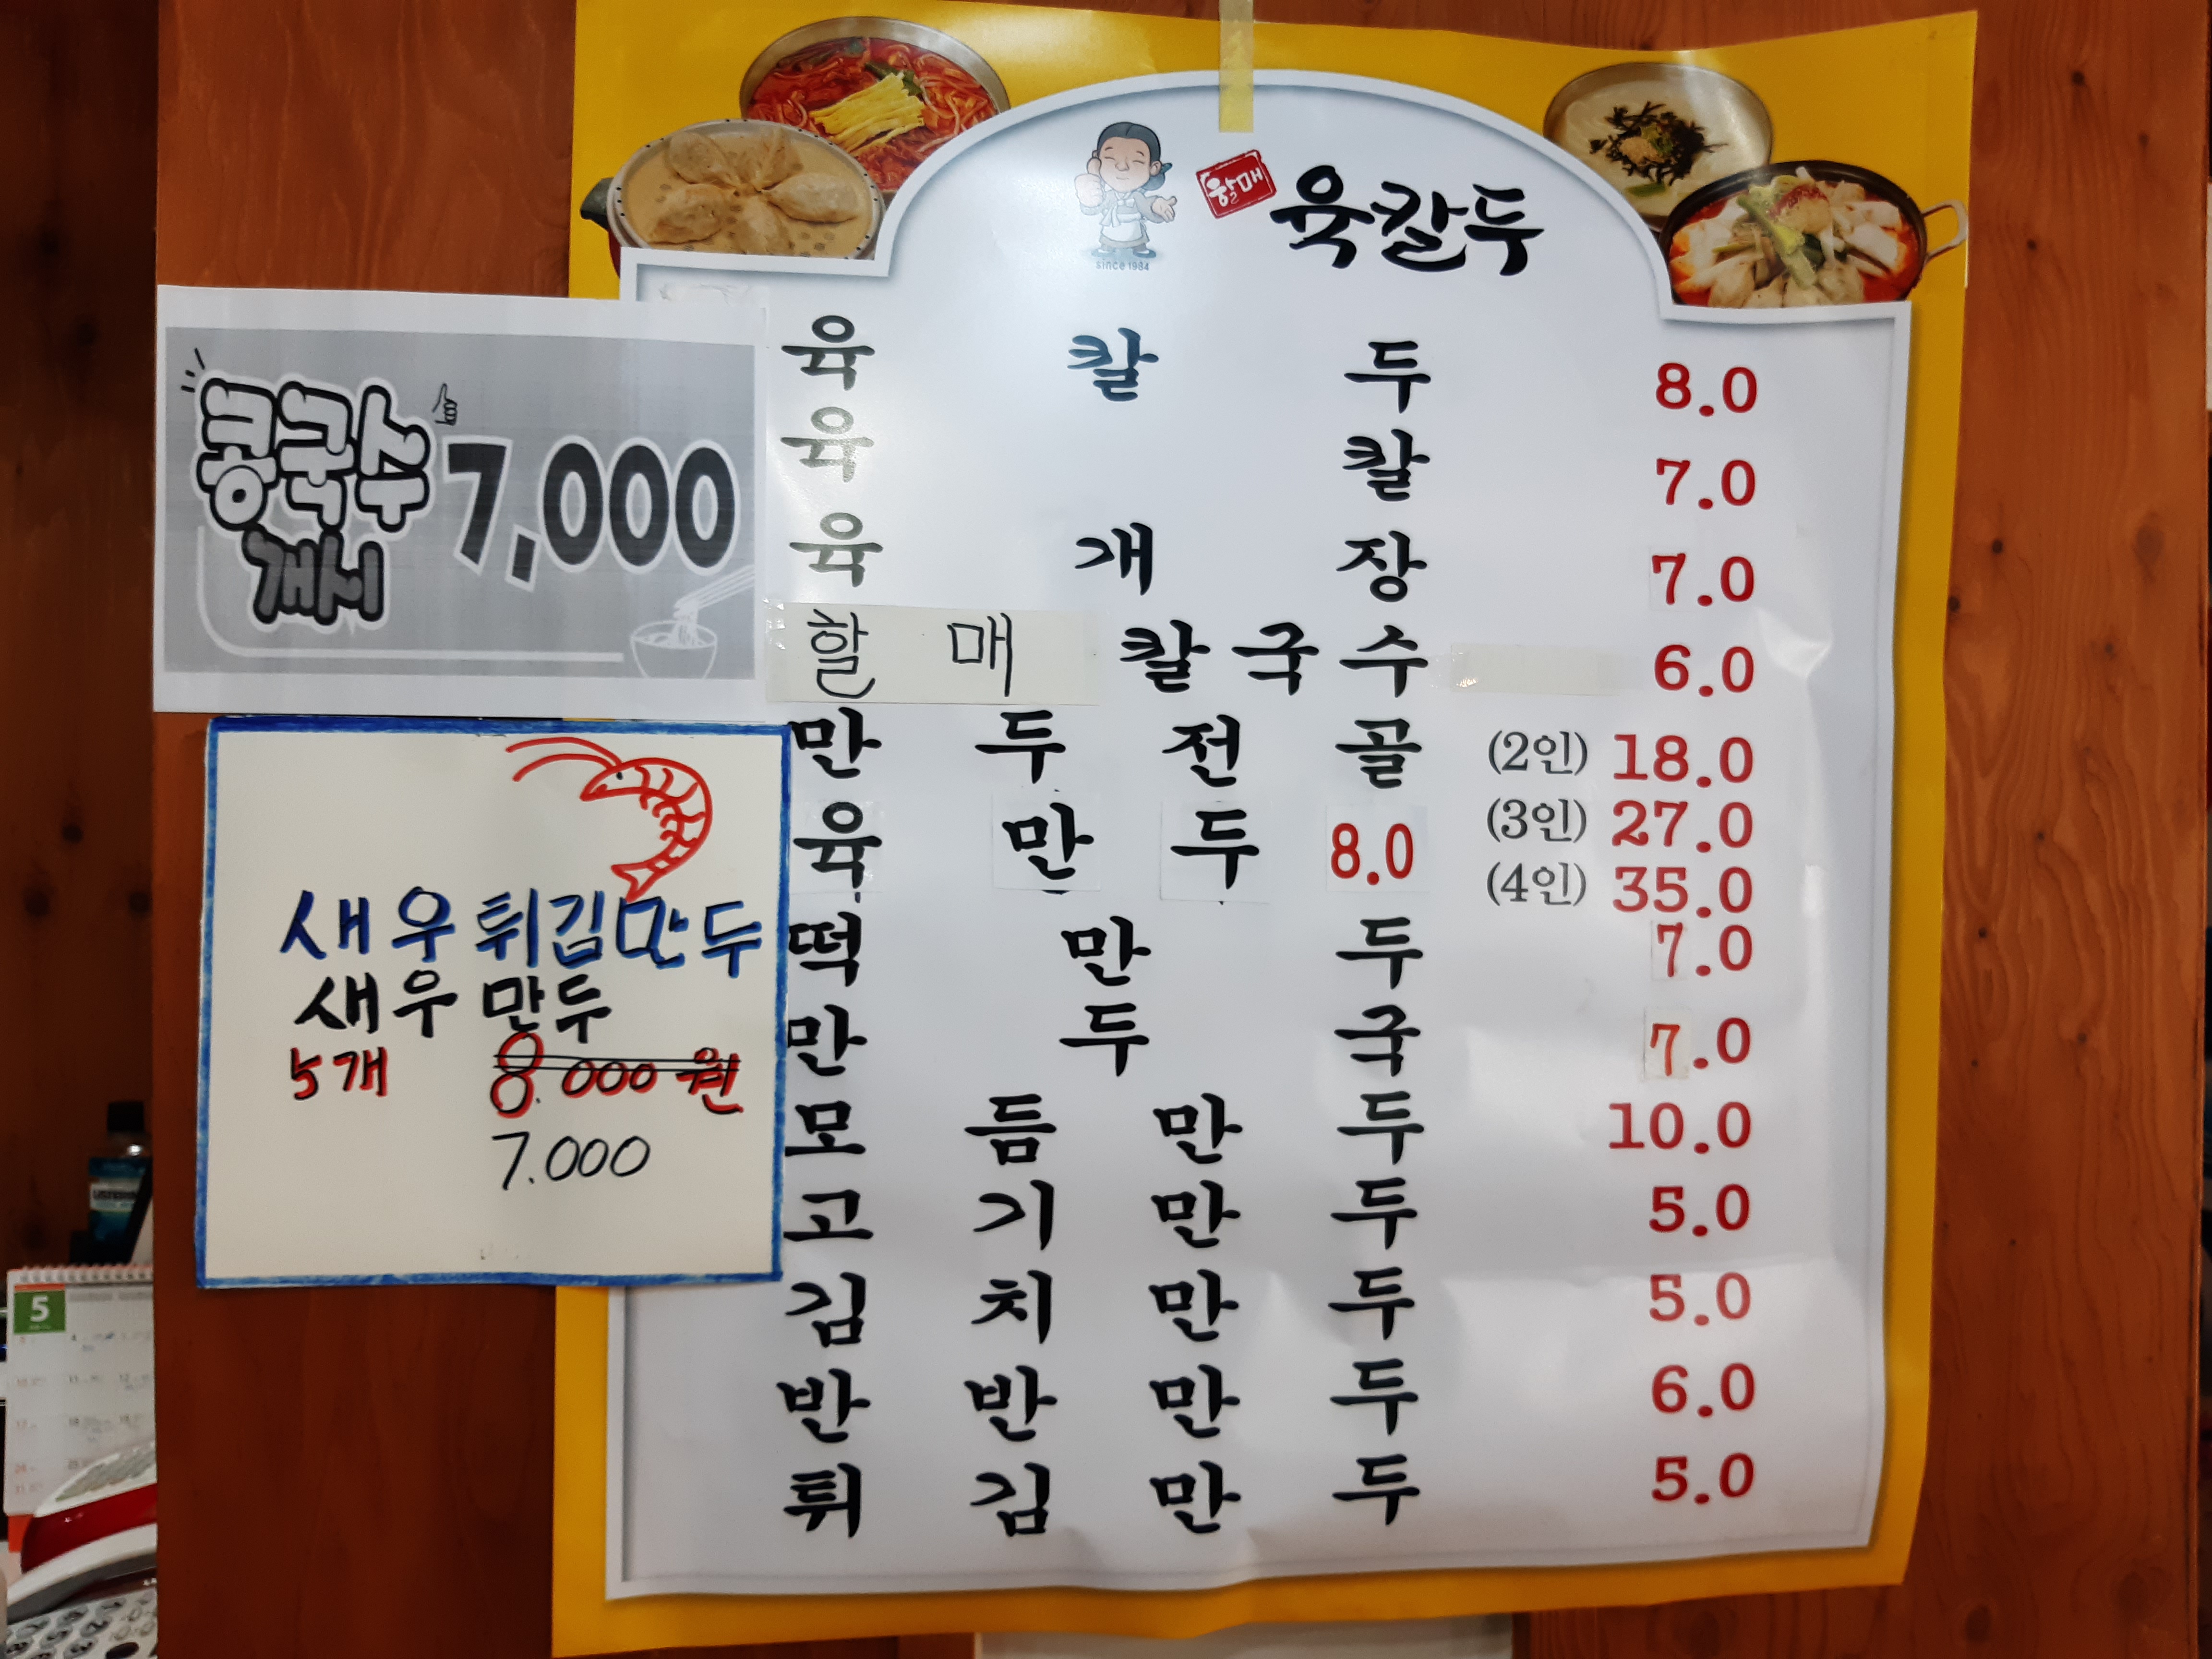 왕할매
육칼두
since 1984
육 칼 두 8.0
육 칼 7.0
육 개 장 7.0
할 매 칼 국 수 6.0
만 두 전 골 (2인) 18.0
(3인) 27.0
(4인) 35.0
육 만 두 8.0
떡 만 두 7.0
만 두 국 7.0
모 듬 만 두 10.0
고 기 만 두 5.0
김 치 만 두 5.0
반 반 만 두 6.0
튀 김 만 두 5.0
콩국수 7,000
개시
새우튀김만두
새우만두
5개 8.000원
7.000
5
LISTERINE